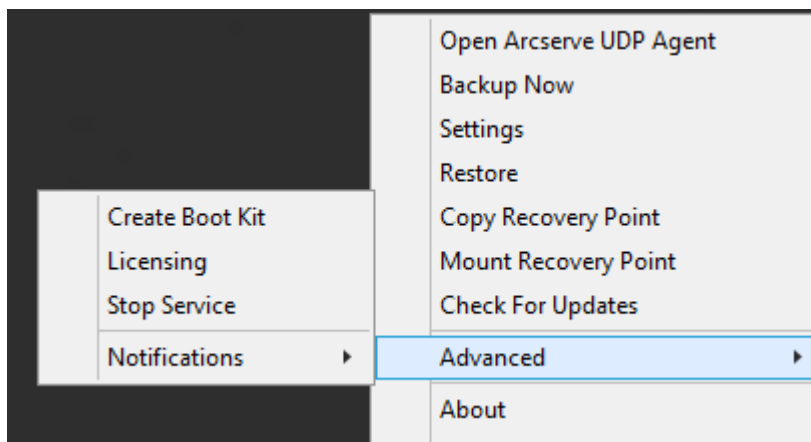 Open Arcserve UDP Agent
Backup Now
Settings
Restore
Copy Recovery Point
Mount Recovery Point
Check For Updates
Advanced
About
Create Boot Kit
Licensing
Stop Service
Notifications